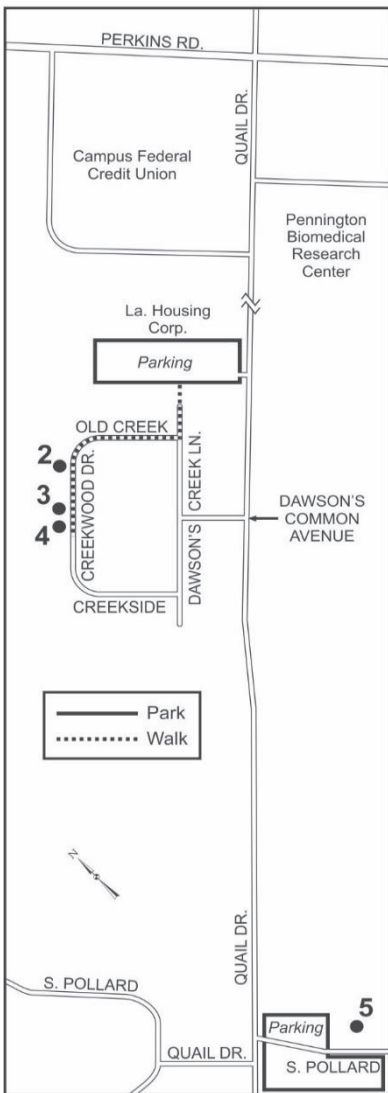 PERKINS RD.
QUAIL DR.
Campus Federal
Credit Union
Pennington
Biomedical
Research
Center
La. Housing
Corp.
Parking
OLD CREEK
2
CREEKWOOD DR.
DAWSON'S CREEK LN.
3
4
DAWSON'S
COMMON
AVENUE
CREEKSIDE
Park
Walk
N
QUAIL DR.
S. POLLARD
5
Parking
QUAIL DR.
S. POLLARD